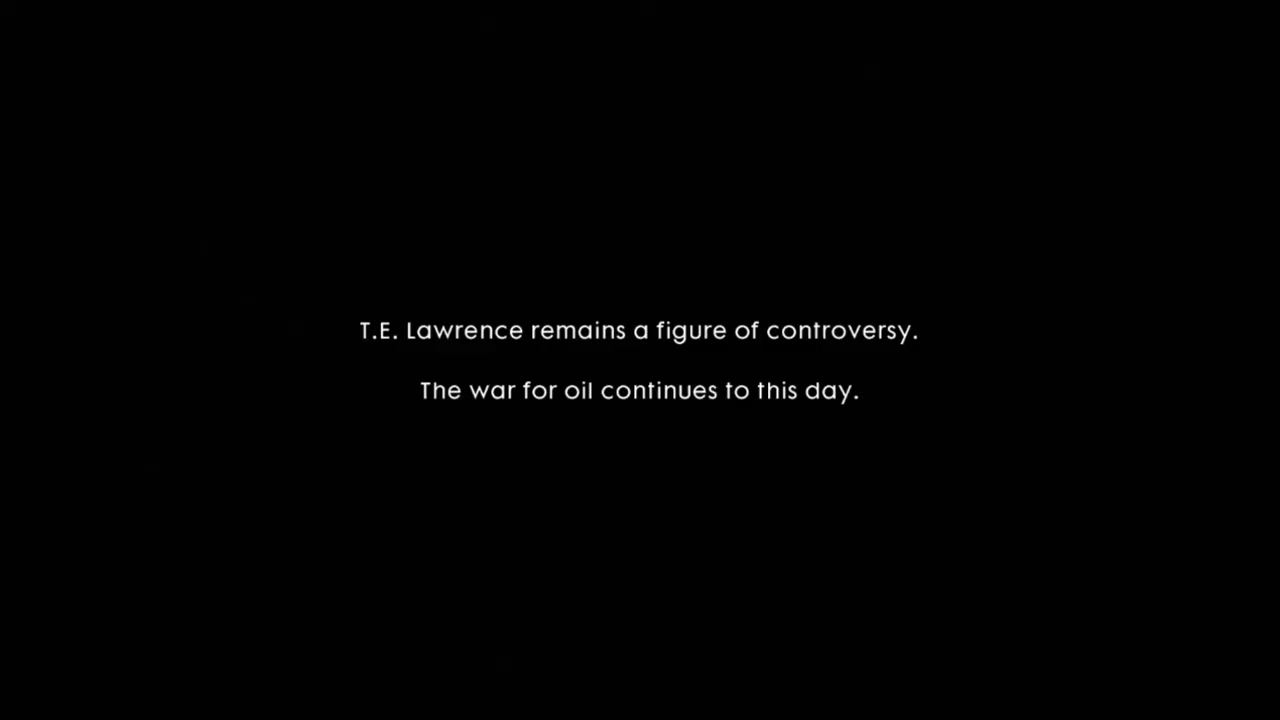 T.E. Lawrence remains a figure of controversy.
The war for oil continues to this day.